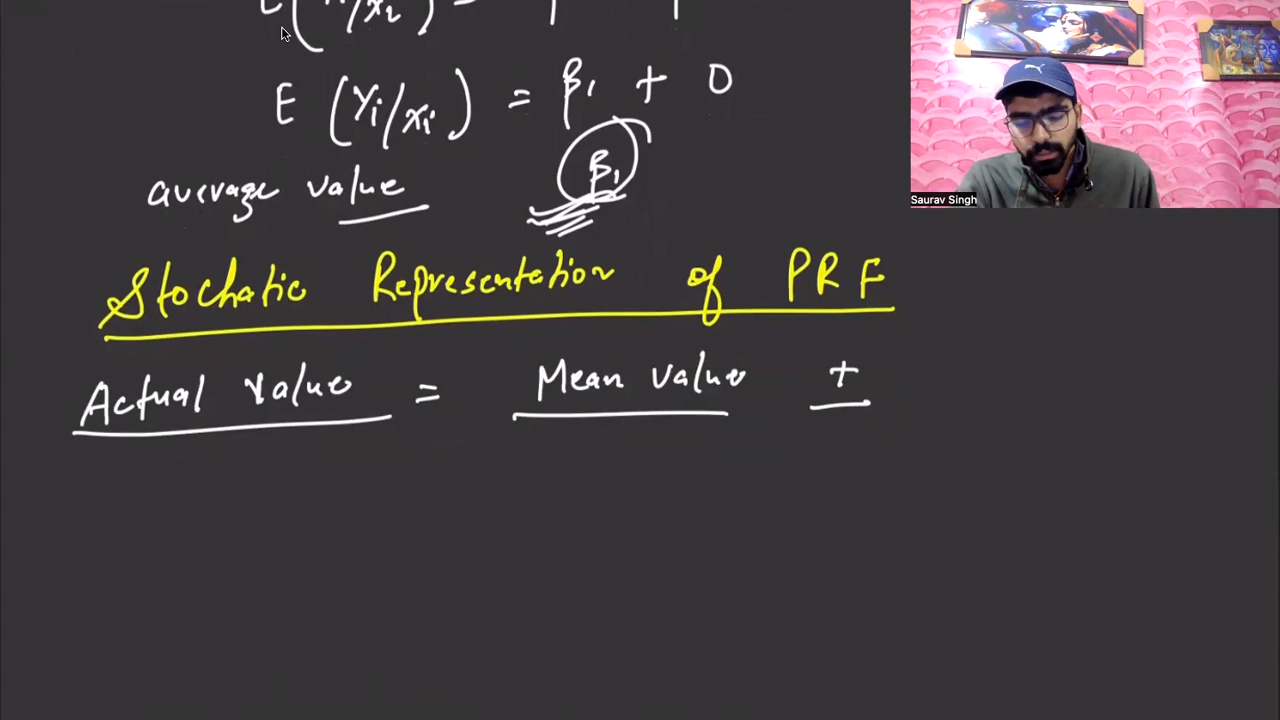 E (Yi/Xi) = β1 + 0
β1
average value
Stochatic Representation of PRF
Actual Value = Mean value +
Saurav Singh